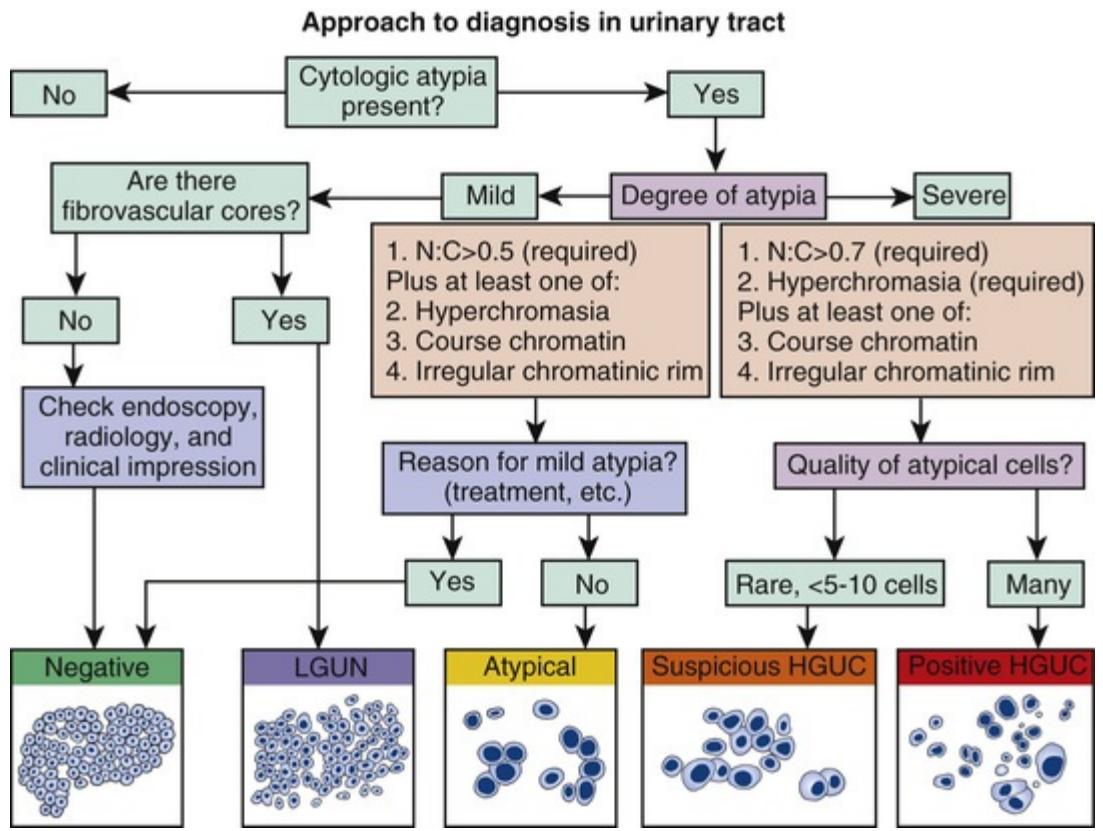 Approach to diagnosis in urinary tract
No
Cytologic atypia
present?
Yes
Are there
fibrovascular cores?
Mild
Degree of atypia
Severe
1. N:C>0.5 (required)
Plus at least one of:
2. Hyperchromasia
3. Course chromatin
4. Irregular chromatinic rim
1. N:C>0.7 (required)
2. Hyperchromasia (required)
Plus at least one of:
3. Course chromatin
4. Irregular chromatinic rim
No
Yes
Check endoscopy,
radiology, and
clinical impression
Reason for mild atypia?
(treatment, etc.)
Quality of atypical cells?
Yes
No
Rare, <5-10 cells
Many
Negative
LGUN
Atypical
Suspicious HGUC
Positive HGUC